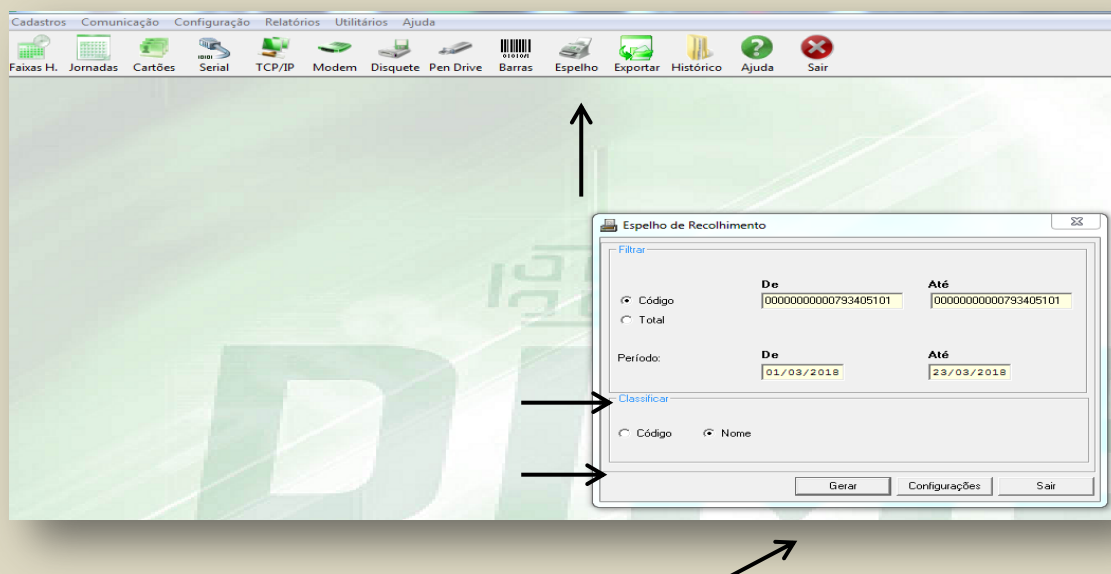 Cadastros Comunicação Configuração Relatórios Utilitários Ajuda
Faixas H. Jornadas Cartões Serial TCP/IP Modem Disquete Pen Drive Barras Espelho Exportar Histórico Ajuda Sair
Espelho de Recolhimento
Filtrar
De Até
Código 00000000000793405101 00000000000793405101
Total
De Até
Período: 01/03/2018 23/03/2018
Classificar
Código Nome
Gerar Configurações Sair